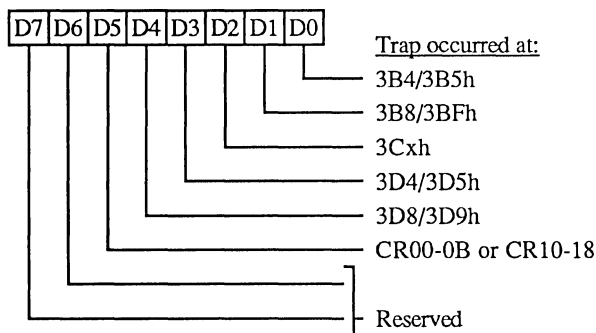 D7 D6 D5 D4 D3 D2 D1 D0
Trap occurred at:
3B4/3B5h
3B8/3BFh
3Cxh
3D4/3D5h
3D8/3D9h
CR00-0B or CR10-18
Reserved